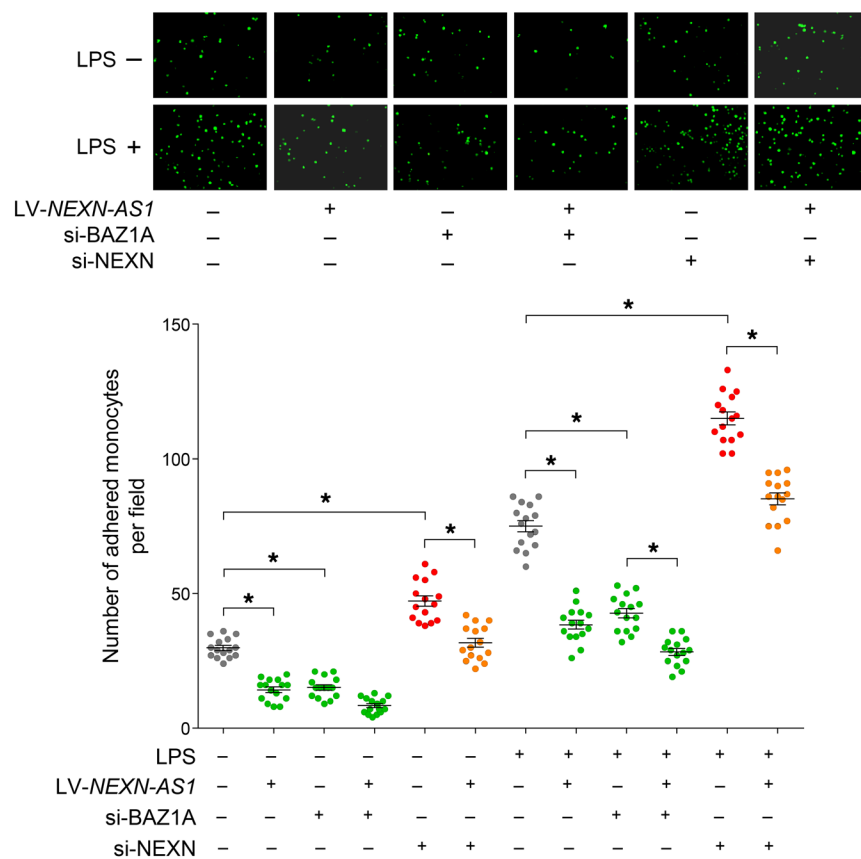 LPS –
LPS +
LV-NEXN-AS1 – + – + – +
si-BAZ1A – – + + – –
si-NEXN – – – – + +
Number of adhered monocytes
per field
150
100
50
0
* * * * * * * * *
LPS – – – – – – + + + + + +
LV-NEXN-AS1 – + – + – + – + – + – +
si-BAZ1A – – + + – – – – + + – –
si-NEXN – – – – + + – – – – + +